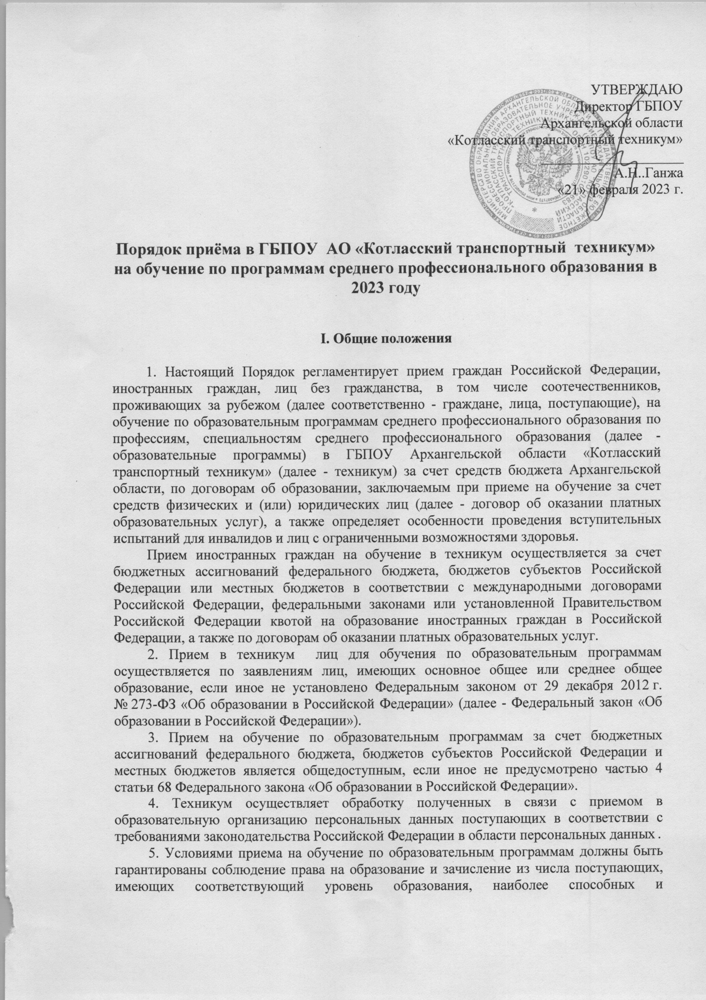 УТВЕРЖДАЮ
Директор ГБПОУ
Архангельской области
«Котласский транспортный техникум»
А.Н..Ганжа
«21» февраля 2023 г.
Порядок приёма в ГБПОУ АО «Котласский транспортный техникум»
на обучение по программам среднего профессионального образования в
2023 году
I. Общие положения
1. Настоящий Порядок регламентирует прием граждан Российской Федерации,
иностранных граждан, лиц без гражданства, в том числе соотечественников,
проживающих за рубежом (далее соответственно - граждане, лица, поступающие), на
обучение по образовательным программам среднего профессионального образования по
профессиям, специальностям среднего профессионального образования (далее -
образовательные программы) в ГБПОУ Архангельской области «Котласский
транспортный техникум» (далее - техникум) за счет средств бюджета Архангельской
области, по договорам об образовании, заключаемым при приеме на обучение за счет
средств физических и (или) юридических лиц (далее - договор об оказании платных
образовательных услуг), а также определяет особенности проведения вступительных
испытаний для инвалидов и лиц с ограниченными возможностями здоровья.
Прием иностранных граждан на обучение в техникум осуществляется за счет
бюджетных ассигнований федерального бюджета, бюджетов субъектов Российской
Федерации или местных бюджетов в соответствии с международными договорами
Российской Федерации, федеральными законами или установленной Правительством
Российской Федерации квотой на образование иностранных граждан в Российской
Федерации, а также по договорам об оказании платных образовательных услуг.
2. Прием в техникум лиц для обучения по образовательным программам
осуществляется по заявлениям лиц, имеющих основное общее или среднее общее
образование, если иное не установлено Федеральным законом от 29 декабря 2012 г.
№ 273-ФЗ «Об образовании в Российской Федерации» (далее - Федеральный закон «Об
образовании в Российской Федерации»).
3. Прием на обучение по образовательным программам за счет бюджетных
ассигнований федерального бюджета, бюджетов субъектов Российской Федерации и
местных бюджетов является общедоступным, если иное не предусмотрено частью 4
статьи 68 Федерального закона «Об образовании в Российской Федерации».
4. Техникум осуществляет обработку полученных в связи с приемом в
образовательную организацию персональных данных поступающих в соответствии с
требованиями законодательства Российской Федерации в области персональных данных .
5. Условиями приема на обучение по образовательным программам должны быть
гарантированы соблюдение права на образование и зачисление из числа поступающих,
имеющих соответствующий уровень образования, наиболее способных и